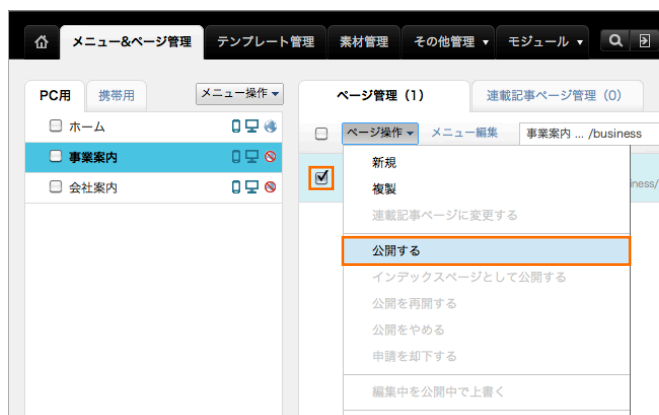 メニュー&ページ管理 テンプレート管理 素材管理 その他管理 ▼ モジュール ▼
PC用 携帯用 メニュー操作▼
ホーム
事業案内
会社案内
ページ管理（1） 連載記事ページ管理（0）
ページ操作▼ メニュー編集 事業案内 ... /business
iness/
新規
複製
連載記事ページに変更する
公開する
インデックスページとして公開する
公開を再開する
公開をやめる
申請を却下する
編集中を公開中で上書く